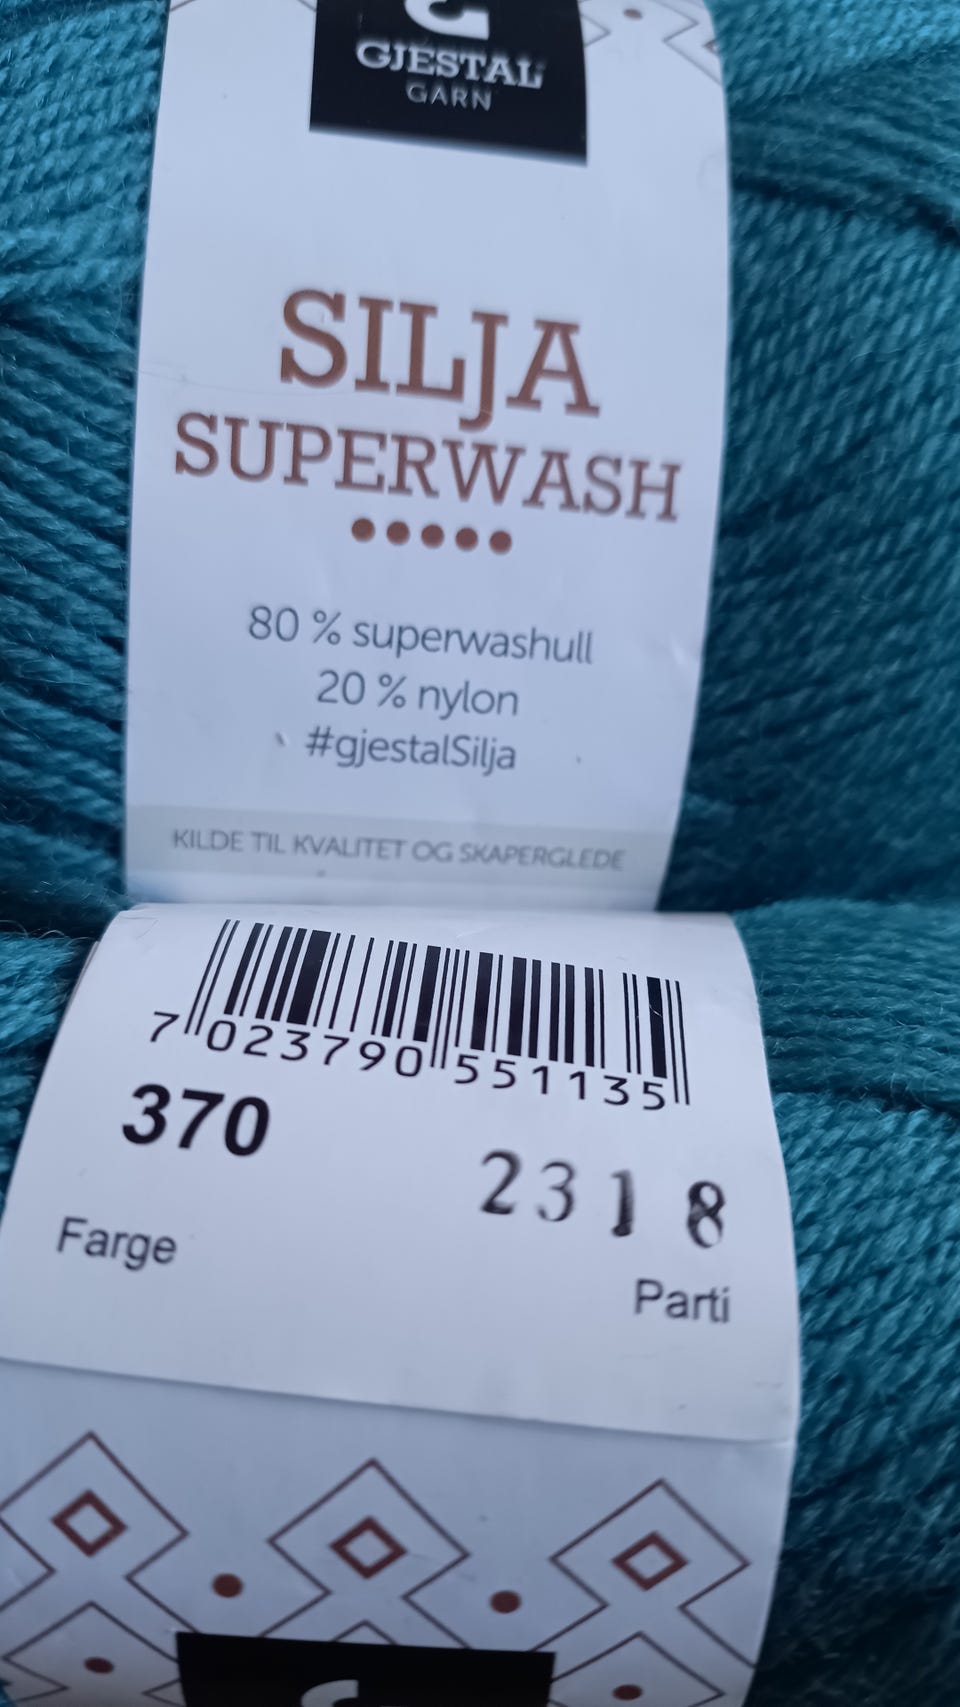 GJESTAL
GARN
SILJA
SUPERWASH
80 % superwashull
20 % nylon
#gjestalSilja
KILDE TIL KVALITET OG SKAPERGLEDE
7 023790 551135
370
2318
Farge
Parti